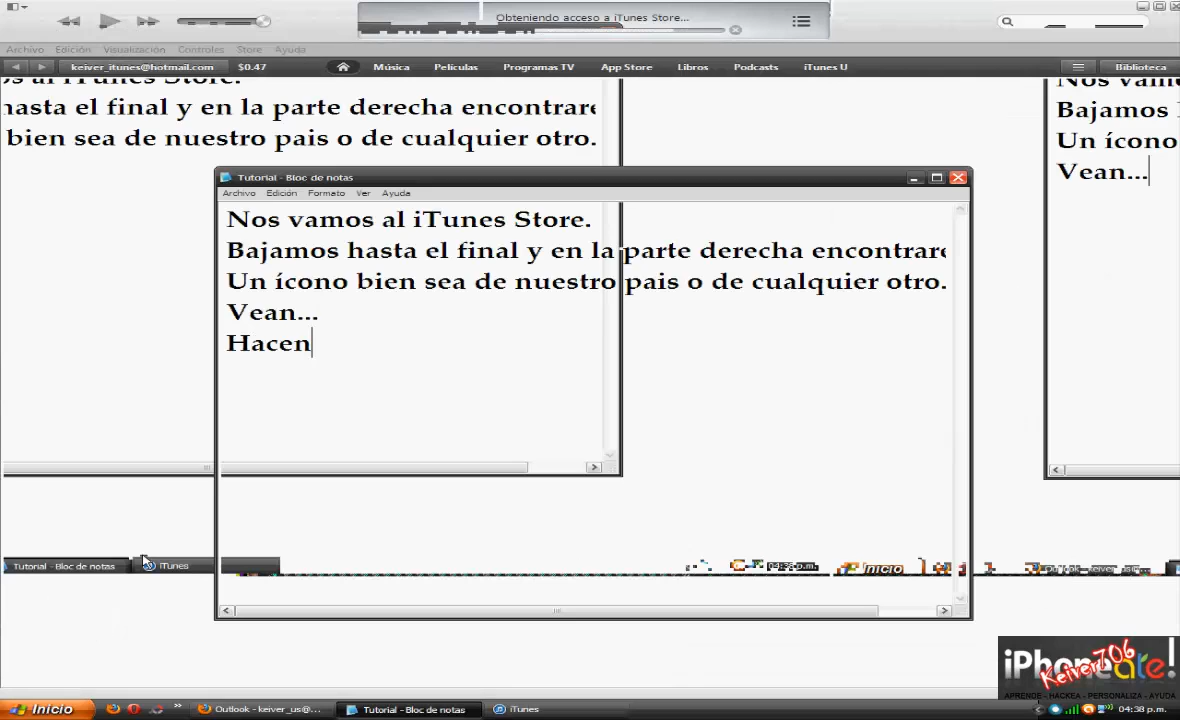 Obteniendo acceso a iTunes Store...
Archivo Edición Visualización Controles Store Ayuda
keiver_itunes@hotmail.com $0.47 Música Películas Programas TV App Store Libros Podcasts iTunes U Biblioteca
os al iTunes Store.
hasta el final y en la parte derecha encontrare
bien sea de nuestro pais o de cualquier otro.
Nos vamo
Bajamos
Un ícono
Vean...
Tutorial - Bloc de notas
Archivo Edición Formato Ver Ayuda
Nos vamos al iTunes Store.
Bajamos hasta el final y en la parte derecha encontrare
Un ícono bien sea de nuestro pais o de cualquier otro.
Vean...
Hacen
Tutorial - Bloc de notas iTunes
Inicio
iPhoneate!
Keiver706
APRENDE - HACKEA - PERSONALIZA - AYUDA
Inicio Outlook - keiver_us@... Tutorial - Bloc de notas iTunes 04:38 p.m.